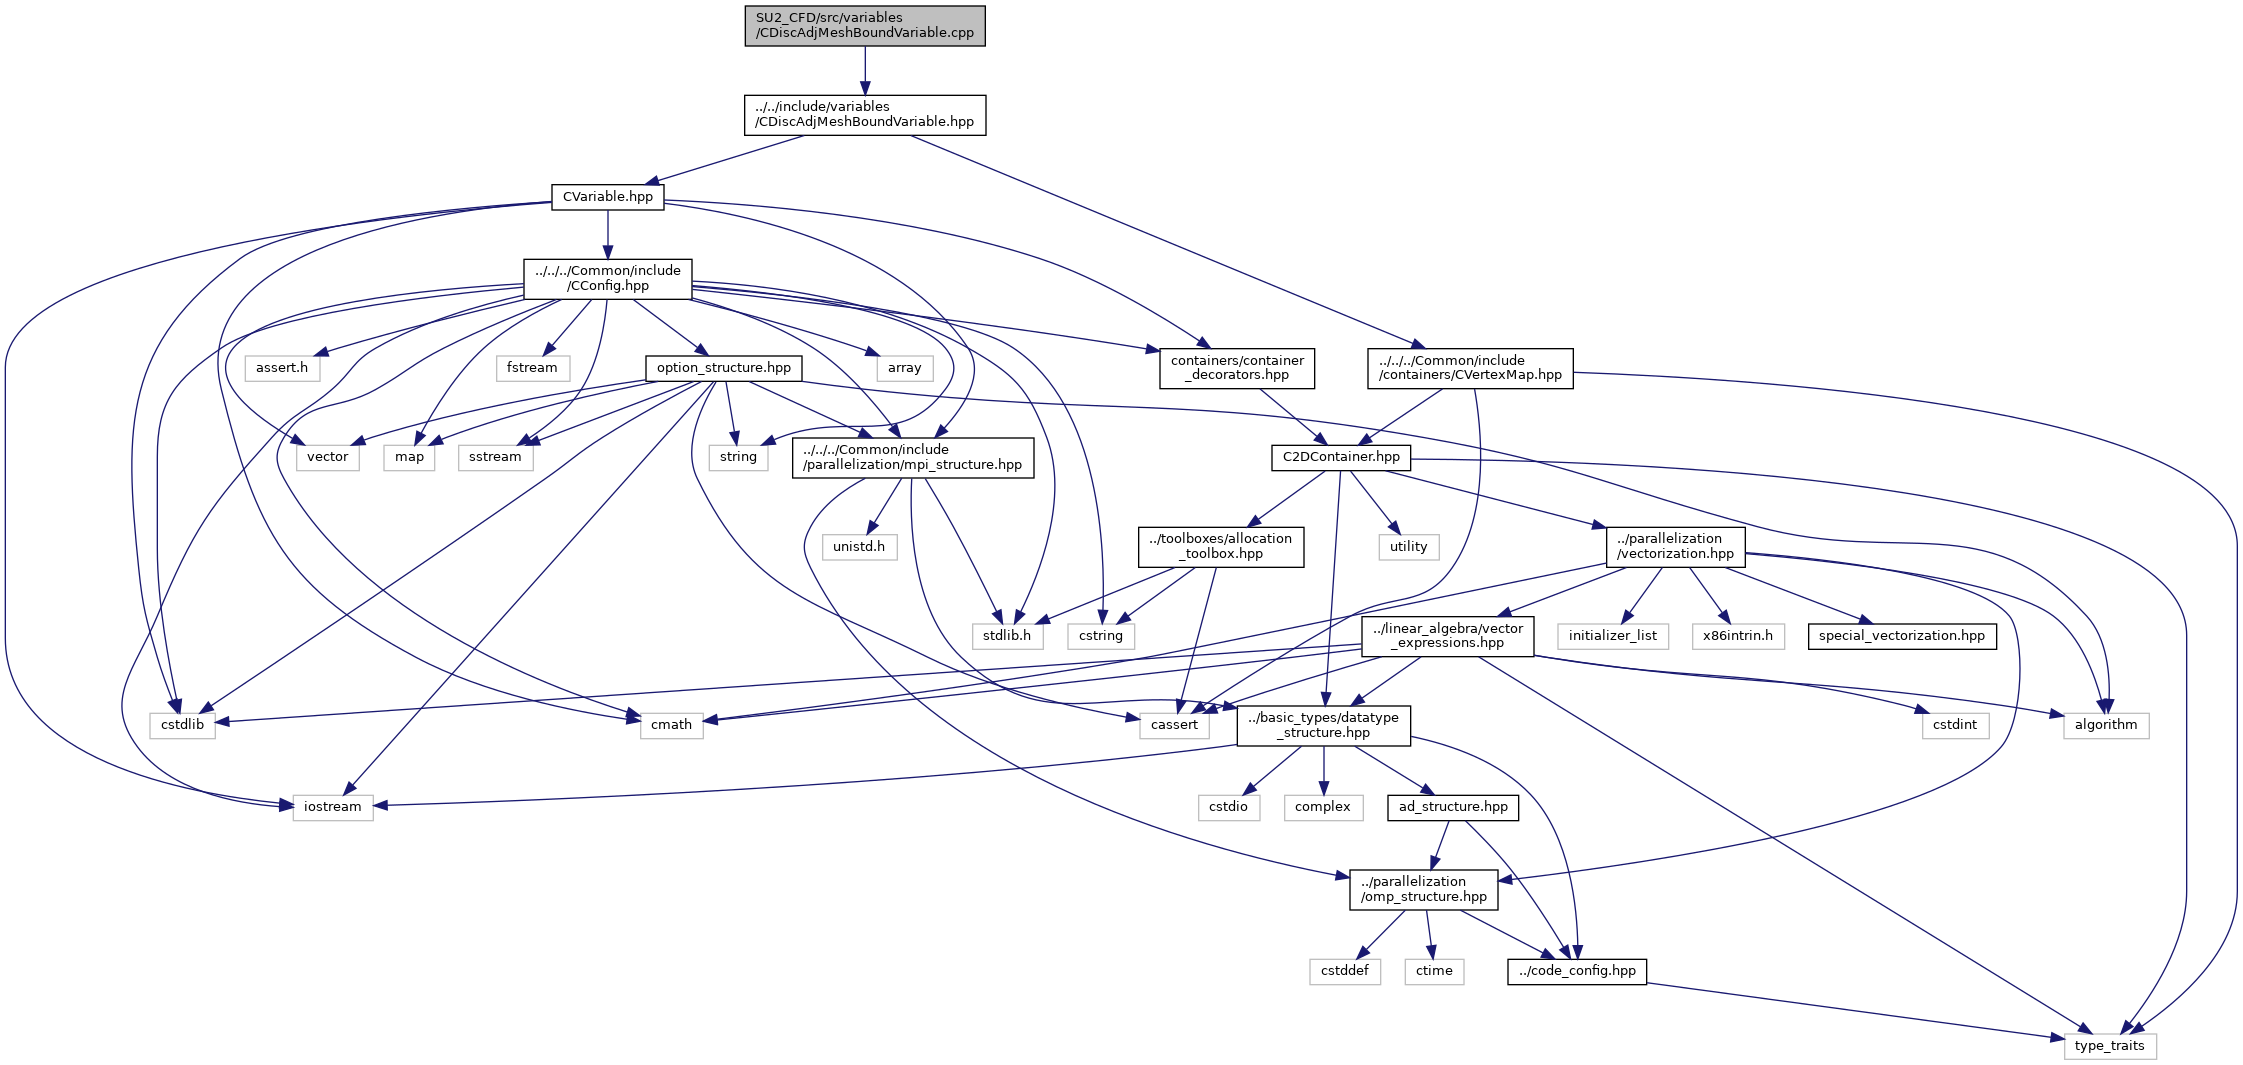 SU2_CFD/src/variables
/CDiscAdjMeshBoundVariable.cpp
../../include/variables
/CDiscAdjMeshBoundVariable.hpp
CVariable.hpp
../../../Common/include
/CConfig.hpp
assert.h
fstream
option_structure.hpp
array
containers/container
_decorators.hpp
../../../Common/include
/containers/CVertexMap.hpp
vector
map
sstream
string
../../../Common/include
/parallelization/mpi_structure.hpp
C2DContainer.hpp
unistd.h
../toolboxes/allocation
_toolbox.hpp
utility
../parallelization
/vectorization.hpp
stdlib.h
cstring
../linear_algebra/vector
_expressions.hpp
initializer_list
x86intrin.h
special_vectorization.hpp
cstdlib
cmath
cassert
../basic_types/datatype
_structure.hpp
cstdint
algorithm
iostream
cstdio
complex
ad_structure.hpp
../parallelization
/omp_structure.hpp
cstddef
ctime
../code_config.hpp
type_traits